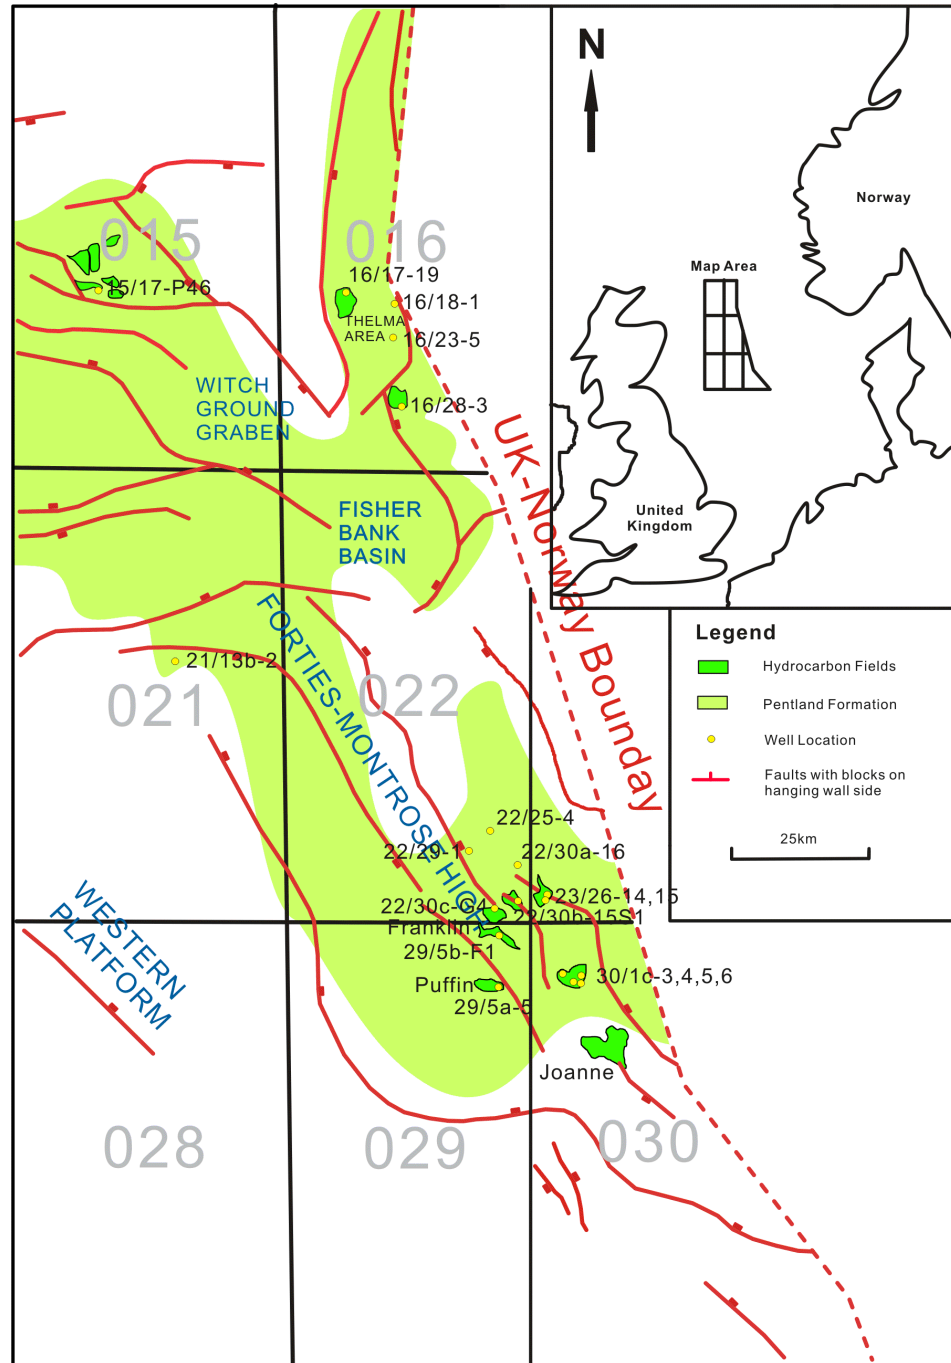 N
Norway
Map Area
United
Kingdom
015
016
15/17-P46
16/17-19
16/18-1
THELMA
AREA
16/23-5
16/28-3
WITCH
GROUND
GRABEN
FISHER
BANK
BASIN
UK-Norway Bounday
FORTIES-MONTROSE HIGH
21/13b-2
021
022
Legend
Hydrocarbon Fields
Pentland Formation
Well Location
Faults with blocks on
hanging wall side
25km
22/25-4
22/29-1
22/30a-16
23/26-14,15
22/30c-G4
22/30b-15S1
Franklin
29/5b-F1
WESTERN
PLATFORM
Puffin
29/5a-5
30/1c-3,4,5,6
Joanne
028
029
030